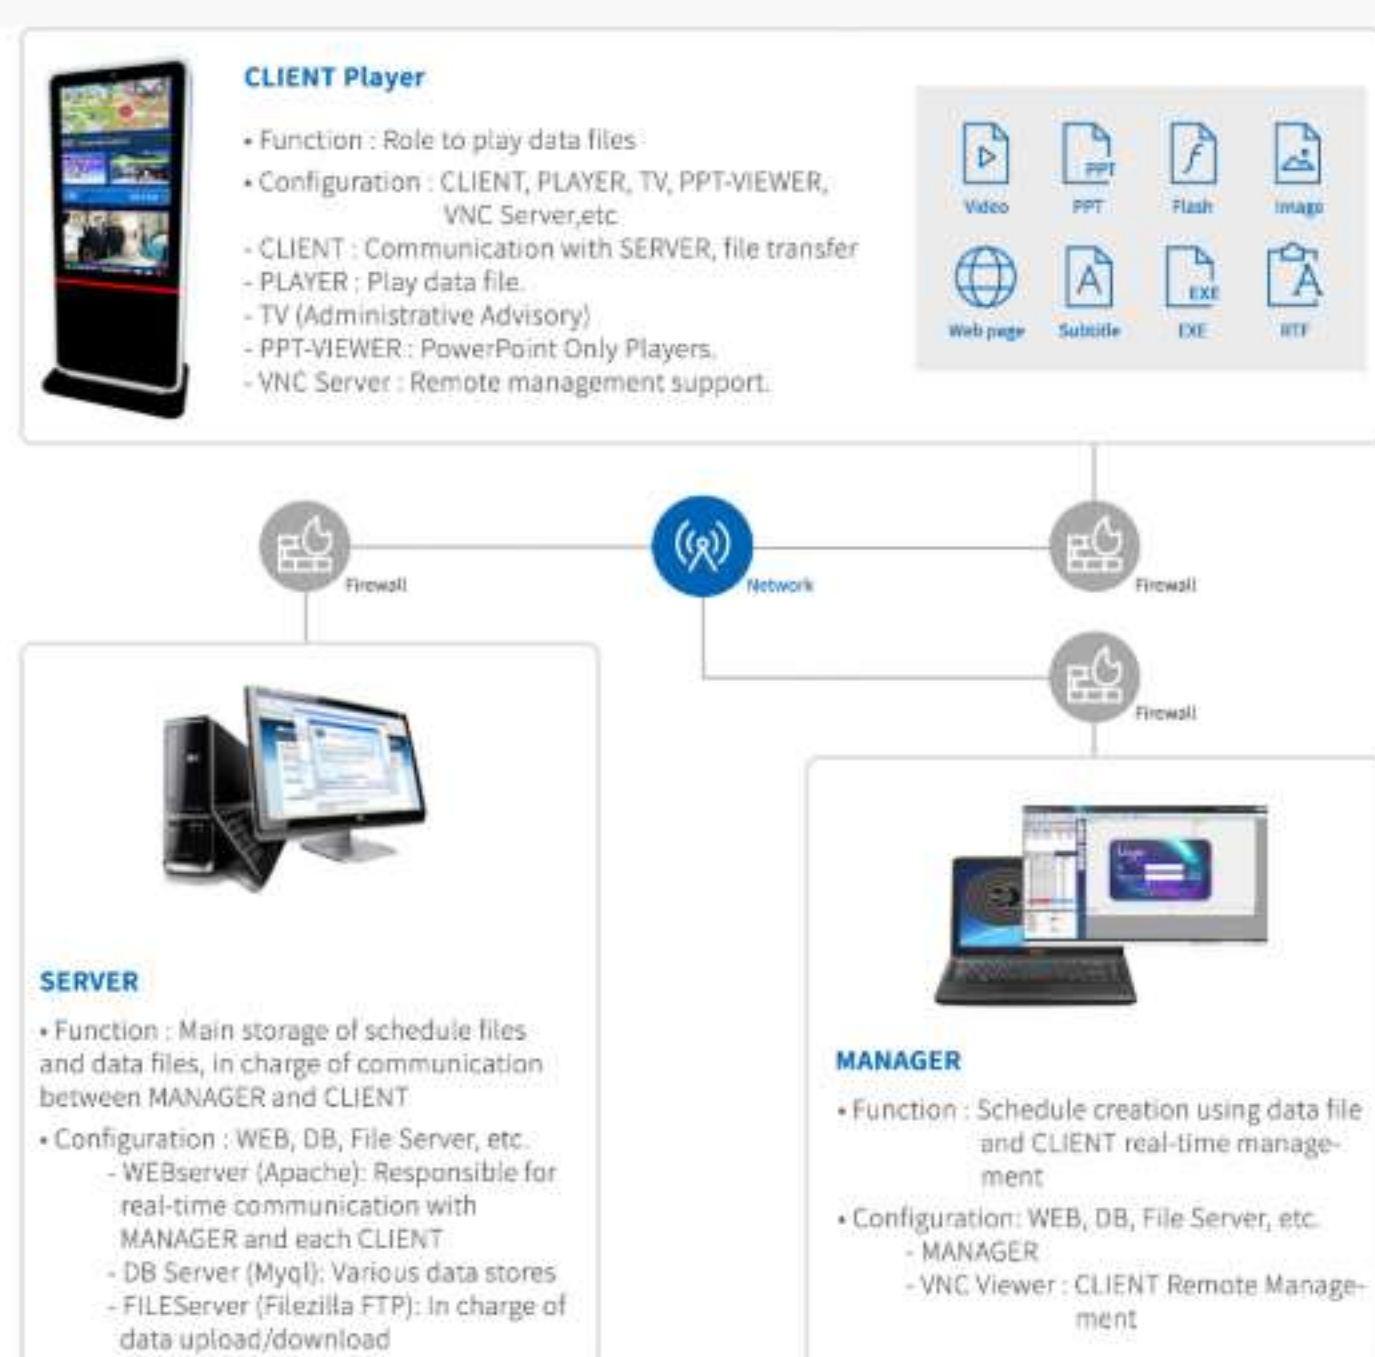 CLIENT Player
• Function : Role to play data files
• Configuration : CLIENT, PLAYER, TV, PPT-VIEWER,
VNC Server,etc
- CLIENT : Communication with SERVER, file transfer
- PLAYER : Play data file.
- TV (Administrative Advisory)
- PPT-VIEWER : PowerPoint Only Players.
- VNC Server : Remote management support.
PPT
Video
PPT
Flash
Image
EXE
Web page
Subtitle
EXE
RTF
Firewall
Network
Firewall
Firewall
SERVER
• Function : Main storage of schedule files
and data files, in charge of communication
between MANAGER and CLIENT
• Configuration : WEB, DB, File Server, etc.
- WEBserver (Apache): Responsible for
real-time communication with
MANAGER and each CLIENT
- DB Server (Myql): Various data stores
- FILEServer (Filezilla FTP): In charge of
data upload/download
MANAGER
• Function : Schedule creation using data file
and CLIENT real-time manage-
ment
• Configuration: WEB, DB, File Server, etc.
- MANAGER
- VNC Viewer : CLIENT Remote Manage-
ment